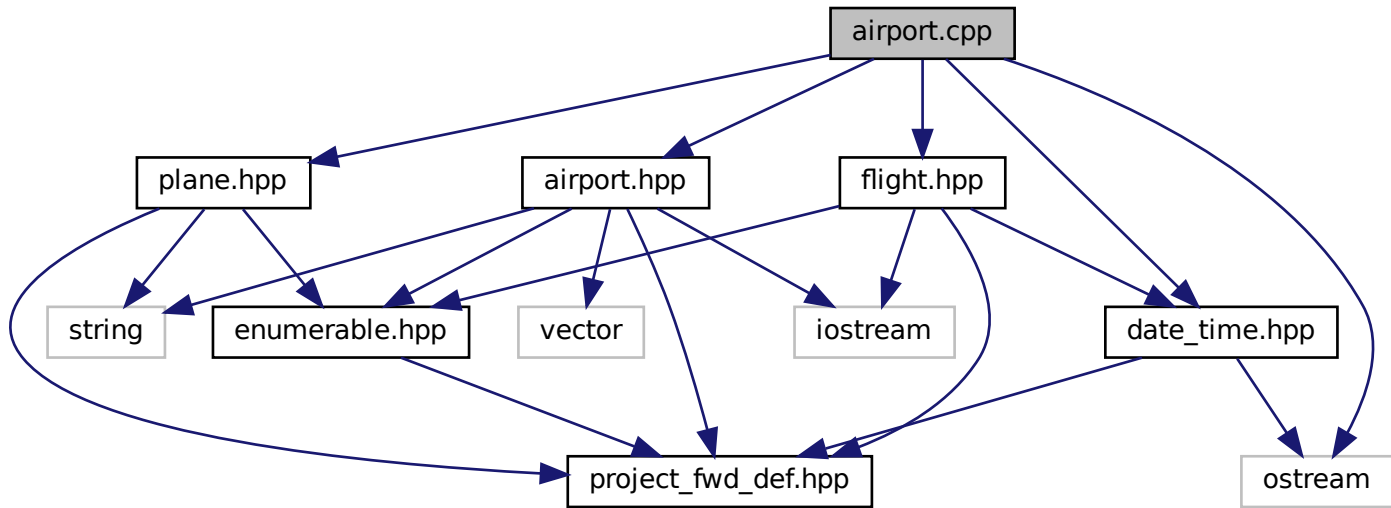 airport.cpp
plane.hpp
airport.hpp
flight.hpp
string
enumerable.hpp
vector
iostream
date_time.hpp
project_fwd_def.hpp
ostream